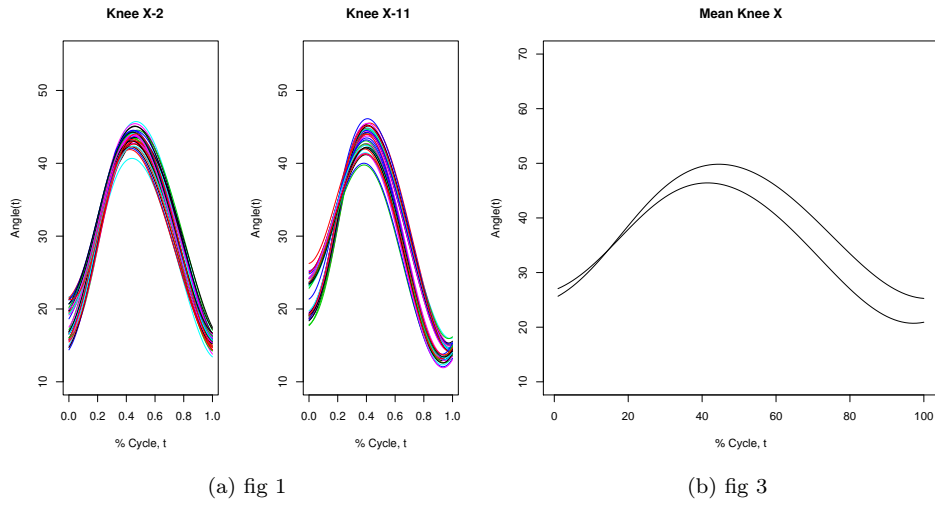 Knee X-2
Angle(t)
50
40
30
20
10
0.0 0.2 0.4 0.6 0.8 1.0
% Cycle, t
Knee X-11
Angle(t)
50
40
30
20
10
0.0 0.2 0.4 0.6 0.8 1.0
% Cycle, t
(a) fig 1
Mean Knee X
Angle(t)
70
60
50
40
30
20
10
0 20 40 60 80 100
% Cycle, t
(b) fig 3